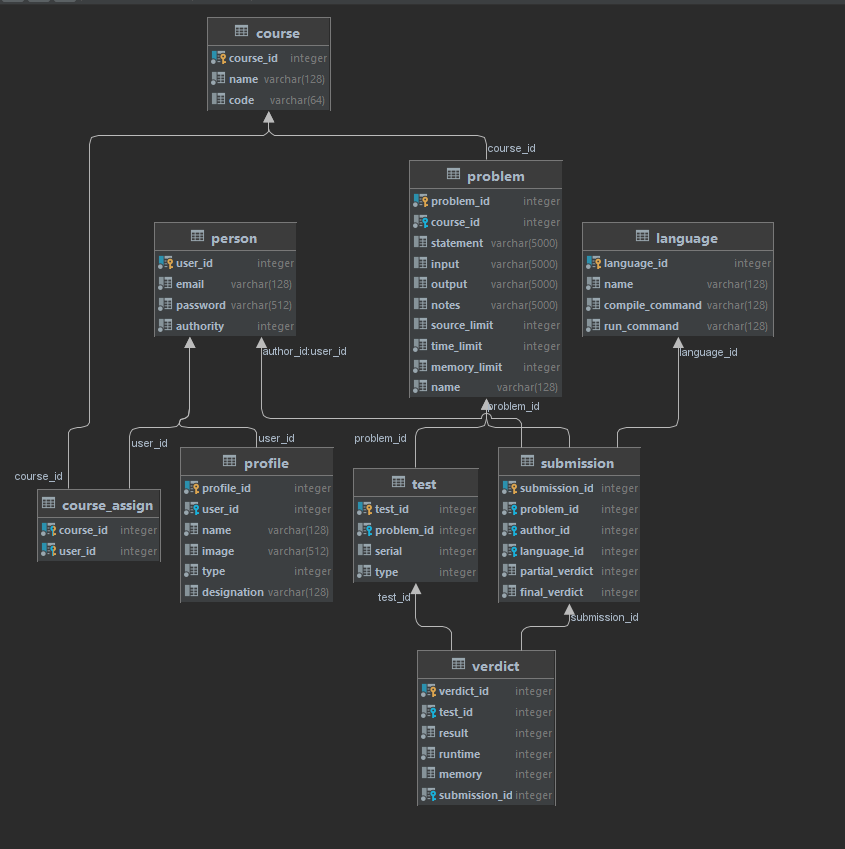 course
course_id integer
name varchar(128)
code varchar(64)
course_id
problem
problem_id integer
course_id integer
statement varchar(5000)
input varchar(5000)
output varchar(5000)
notes varchar(5000)
source_limit integer
time_limit integer
memory_limit integer
name varchar(128)
person
user_id integer
email varchar(128)
password varchar(512)
authority integer
language
language_id integer
name varchar(128)
compile_command varchar(128)
run_command varchar(128)
author_id:user_id
language_id
problem_id
problem_id
user_id
user_id
course_id
course_assign
course_id integer
user_id integer
profile
profile_id integer
user_id integer
name varchar(128)
image varchar(512)
type integer
designation varchar(128)
test
test_id integer
problem_id integer
serial integer
type integer
submission
submission_id integer
problem_id integer
author_id integer
language_id integer
partial_verdict integer
final_verdict integer
test_id
submission_id
verdict
verdict_id integer
test_id integer
result integer
runtime integer
memory integer
submission_id integer